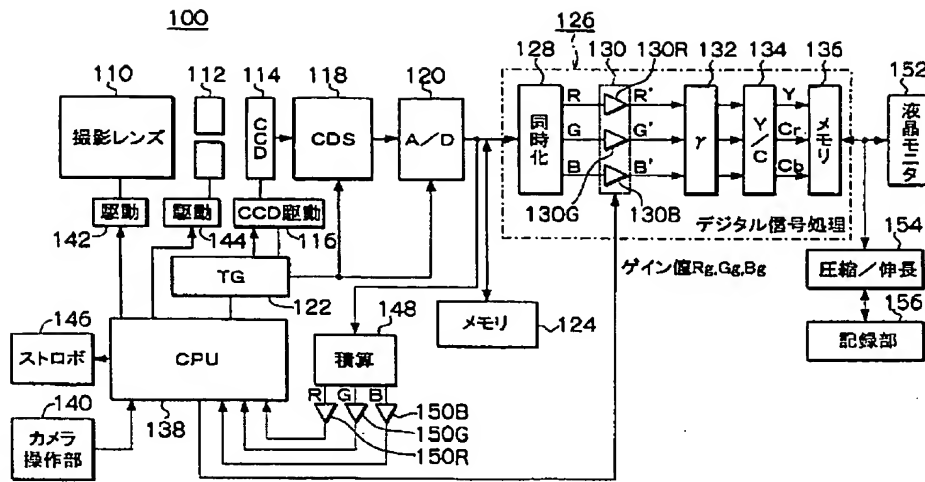 100
126
110
112
114
118
120
128
130
130R
132
134
136
152
撮影レンズ
CCD
CDS
A/D
同時化
R
G
B
R'
G'
B'
γ
Y/C
Y
Cr
Cb
メモリ
液晶モニタ
駆動
駆動
CCD駆動
142
144
116
130G
130B
デジタル信号処理
TG
122
ゲイン値Rg,Gg,Bg
154
圧縮/伸長
146
ストロボ
CPU
148
積算
メモリ
124
156
記録部
R
G
B
140
カメラ
操作部
138
150B
150G
150R